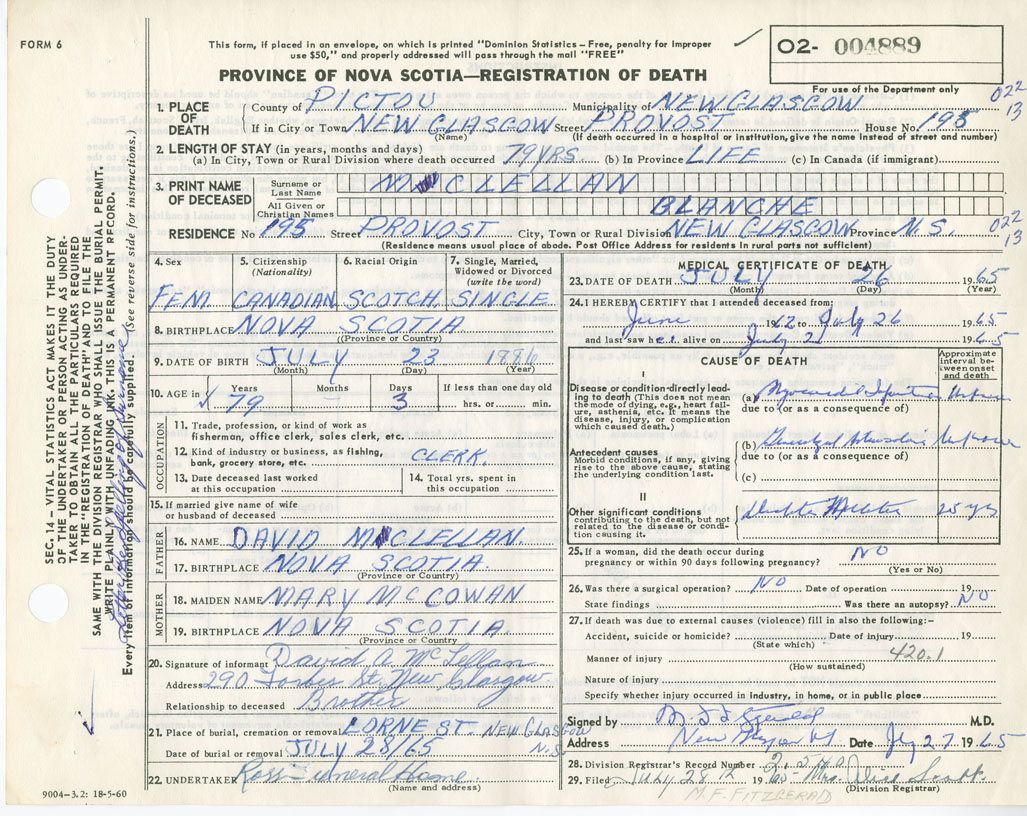 FORM 6
This form, if placed in an envelope, on which is printed "Dominion Statistics – Free, penalty for improper
use $50," and properly addressed will pass through the mail "FREE"
O2- 004889
For use of the Department only
PROVINCE OF NOVA SCOTIA—REGISTRATION OF DEATH
022
13
1. PLACE OF DEATH
County of PICTOU Municipality of NEW GLASGOW
If in City or Town NEW GLASGOW Street PROVOST House No. 195
(Name) (If death occurred in a hospital or institution, give the name instead of street and number)
2. LENGTH OF STAY (in years, months and days)
(a) In City, Town or Rural Division where death occurred 79 YRS. (b) In Province LIFE (c) In Canada (if immigrant)
3. PRINT NAME OF DECEASED
Surname or Last Name McCLELLAN
All Given or Christian Names BLANCHE
RESIDENCE No 195 Street PROVOST City, Town or Rural Division NEW GLASGOW Province N.S.
022
13
(Residence means usual place of abode. Post Office Address for residents in rural parts not sufficient)
4. Sex
FEM
5. Citizenship (Nationality)
CANADIAN
6. Racial Origin
SCOTCH
7. Single, Married, Widowed or Divorced (write the word)
SINGLE
8. BIRTHPLACE NOVA SCOTIA
(Province or Country)
9. DATE OF BIRTH JULY 23 1886
(Month) (Day) (Year)
10. AGE in Years Months Days If less than one day old
79 3 hrs. or min.
OCCUPATION
11. Trade, profession, or kind of work as
fisherman, office clerk, sales clerk, etc.
12. Kind of industry or business, as fishing,
bank, grocery store, etc. CLERK.
13. Date deceased last worked
at this occupation
14. Total yrs. spent in
this occupation
15. If married give name of wife
or husband of deceased
FATHER
16. NAME DAVID McCLELLAN.
17. BIRTHPLACE NOVA SCOTIA
(Province or Country)
MOTHER
18. MAIDEN NAME MARY McCOWAN
19. BIRTHPLACE NOVA SCOTIA
(Province or Country
20. Signature of informant David A McLellan
Address 290 Forbes St. New Glasgow
Relationship to deceased Brother
21. Place of burial, cremation or removal LORNE ST. NEW GLASGOW
N.S.
Date of burial or removal JULY 28/65
22. UNDERTAKER Ross Funeral Home.
(Name and address)
9004-3.2: 18-5-60
MEDICAL CERTIFICATE OF DEATH
23. DATE OF DEATH JULY 26 1965
(Month) (Day) (Year)
24. I HEREBY CERTIFY that I attended deceased from:
June 1962 to July 26 1965
and last saw her alive on July 2 1965
CAUSE OF DEATH
Approximate interval between onset and death
I
Disease or condition directly leading to death (This does not mean the mode of dying, e.g., heart failure, asthenia, etc. It means the disease, injury, or complication which caused death.)
(a)
due to (or as a consequence of)
Antecedent causes
Morbid conditions, if any, giving rise to the above cause, stating the underlying condition last.
(b)
due to (or as a consequence of)
(c)
II
Other significant conditions
contributing to the death, but not related to the disease or condition causing it. 25 yrs
25. If a woman, did the death occur during
pregnancy or within 90 days following pregnancy? NO
(Yes or No)
26. Was there a surgical operation? NO Date of operation 19
State findings Was there an autopsy? NO
27. If death was due to external causes (violence) fill in also the following:–
Accident, suicide or homicide? Date of injury 19
(State which)
420.1
Manner of injury
(How sustained)
Nature of injury
Specify whether injury occurred in industry, in home, or in public place
Signed by M.D.
Address Date July 27 1965
28. Division Registrar's Record Number
29. Filed July 28th 1965 Mrs.
(Division Registrar)
M.F. FITZGERALD
SEC. 14 – VITAL STATISTICS ACT MAKES IT THE DUTY
OF THE UNDERTAKER OR PERSON ACTING AS UNDER-
TAKER TO OBTAIN ALL THE PARTICULARS REQUIRED
IN THE "REGISTRATION OF DEATH" AND TO FILE THE
SAME WITH THE DIVISION REGISTRAR WHO SHALL ISSUE THE BURIAL PERMIT.
WRITE PLAINLY WITH UNFADING INK. THIS IS A PERMANENT RECORD.
Every item of information should be carefully supplied. (See reverse side for instructions.)